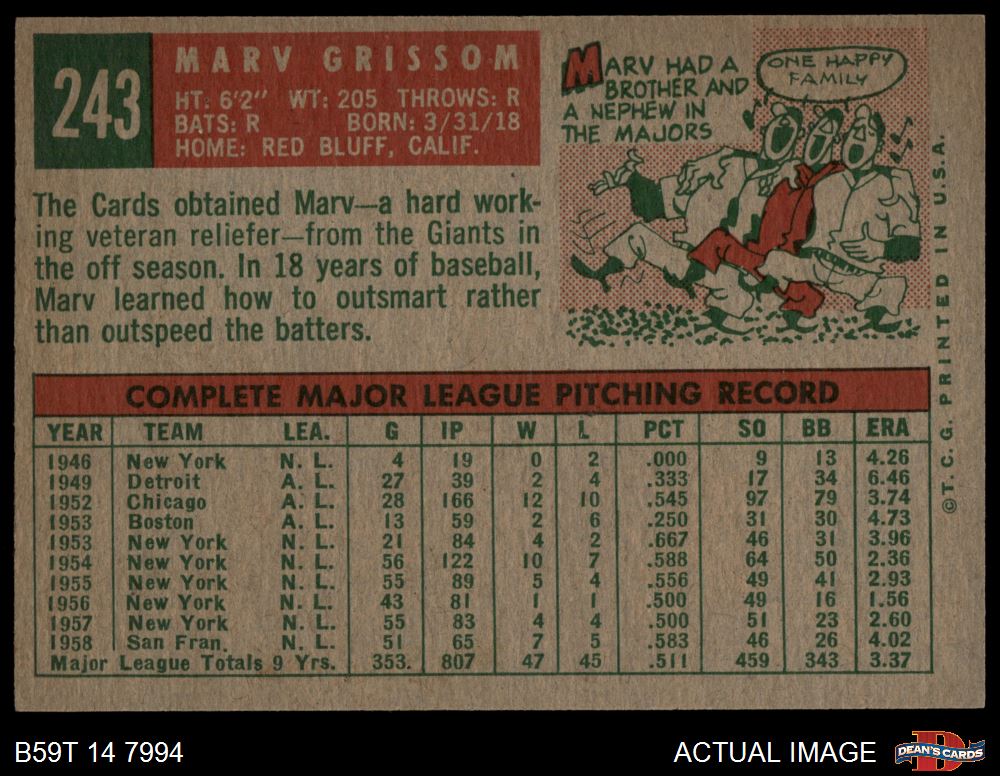 243
MARV GRISSOM
HT: 6'2" WT: 205 THROWS: R
BATS: R BORN: 3/31/18
HOME: RED BLUFF, CALIF.
MARV HAD A
BROTHER AND
A NEPHEW IN
THE MAJORS
ONE HAPPY
FAMILY
The Cards obtained Marv—a hard work-
ing veteran reliefer—from the Giants in
the off season. In 18 years of baseball,
Marv learned how to outsmart rather
than outspeed the batters.
COMPLETE MAJOR LEAGUE PITCHING RECORD
YEAR TEAM LEA. G IP W L PCT SO BB ERA
1946 New York N. L. 4 19 0 2 .000 9 13 4.26
1949 Detroit A. L. 27 39 2 4 .333 17 34 6.46
1952 Chicago A. L. 28 166 12 10 .545 97 79 3.74
1953 Boston A. L. 13 59 2 6 .250 31 30 4.73
1953 New York N. L. 21 84 4 2 .667 46 31 3.96
1954 New York N. L. 56 122 10 7 .588 64 50 2.36
1955 New York N. L. 55 89 5 4 .556 49 41 2.93
1956 New York N. L. 43 81 1 1 .500 49 16 1.56
1957 New York N. L. 55 83 4 4 .500 51 23 2.60
1958 San Fran. N. L. 51 65 7 5 .583 46 26 4.02
Major League Totals 9 Yrs. 353. 807 47 45 .511 459 343 3.37
©T. C. G. PRINTED IN U.S.A.
B59T 14 7994
ACTUAL IMAGE
DEAN'S CARDS